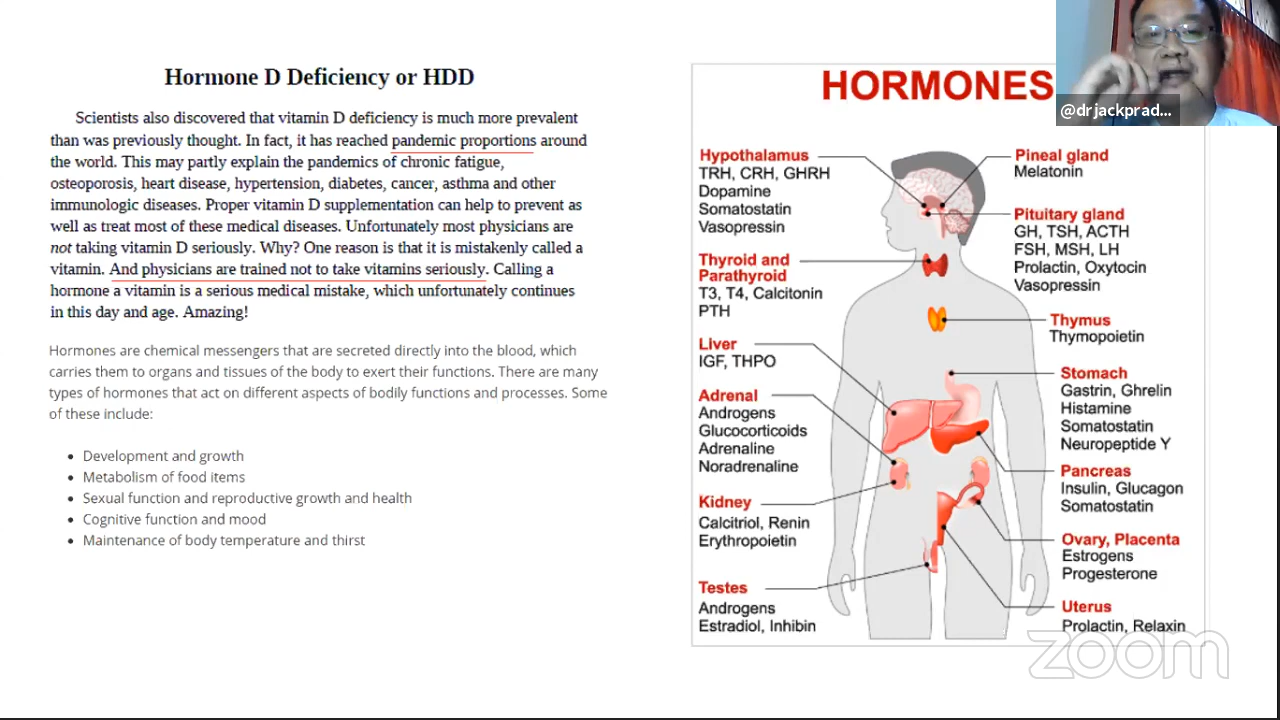 Hormone D Deficiency or HDD
Scientists also discovered that vitamin D deficiency is much more prevalent
than was previously thought. In fact, it has reached pandemic proportions around
the world. This may partly explain the pandemics of chronic fatigue,
osteoporosis, heart disease, hypertension, diabetes, cancer, asthma and other
immunologic diseases. Proper vitamin D supplementation can help to prevent as
well as treat most of these medical diseases. Unfortunately most physicians are
not taking vitamin D seriously. Why? One reason is that it is mistakenly called a
vitamin. And physicians are trained not to take vitamins seriously. Calling a
hormone a vitamin is a serious medical mistake, which unfortunately continues
in this day and age. Amazing!
Hormones are chemical messengers that are secreted directly into the blood, which
carries them to organs and tissues of the body to exert their functions. There are many
types of hormones that act on different aspects of bodily functions and processes. Some
of these include:
• Development and growth
• Metabolism of food items
• Sexual function and reproductive growth and health
• Cognitive function and mood
• Maintenance of body temperature and thirst
HORMONES
@drjackprad...
Hypothalamus
TRH, CRH, GHRH
Dopamine
Somatostatin
Vasopressin
Thyroid and
Parathyroid
T3, T4, Calcitonin
PTH
Liver
IGF, THPO
Adrenal
Androgens
Glucocorticoids
Adrenaline
Noradrenaline
Kidney
Calcitriol, Renin
Erythropoietin
Testes
Androgens
Estradiol, Inhibin
Pineal gland
Melatonin
Pituitary gland
GH, TSH, ACTH
FSH, MSH, LH
Prolactin, Oxytocin
Vasopressin
Thymus
Thymopoietin
Stomach
Gastrin, Ghrelin
Histamine
Somatostatin
Neuropeptide Y
Pancreas
Insulin, Glucagon
Somatostatin
Ovary, Placenta
Estrogens
Progesterone
Uterus
Prolactin, Relaxin
zoom